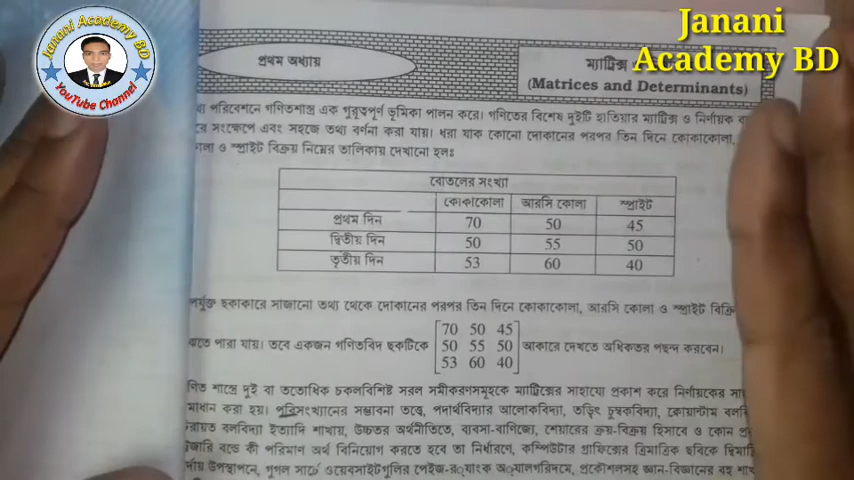 Janani Academy BD
YouTube Channel
Janani
Academy BD
প্রথম অধ্যায়
ম্যাট্রিক্স
(Matrices and Determinants)
পরিবেশনে গণিতশাস্ত্র এক গুরুত্বপূর্ণ ভূমিকা পালন করে। গণিতের বিশেষ দুইটি হাতিয়ার ম্যাট্রিক্স ও নির্ণায়ক
সংক্ষেপে এবং সহজে তথ্য বর্ণনা করা যায়। ধরা যাক কোনো দোকানের পরপর তিন দিনে কোকাকোলা,
ও স্প্রাইট বিক্রয় নিম্নের তালিকায় দেখানো হলঃ
বোতলের সংখ্যা
কোকাকোলা আরসি কোলা স্প্রাইট
প্রথম দিন 70 50 45
দ্বিতীয় দিন 50 55 50
তৃতীয় দিন 53 60 40
ছকাকারে সাজানো তথ্য থেকে দোকানের পরপর তিন দিনে কোকাকোলা, আরসি কোলা ও স্প্রাইট
70 50 45
পারা যায়। তবে একজন গণিতবিদ ছকটিকে 50 55 50 আকারে দেখতে অধিকতর পছন্দ করবেন।
53 60 40
শাস্ত্রে দুই বা ততোধিক চলকবিশিষ্ট সরল সমীকরণসমূহকে ম্যাট্রিক্সের সাহায্যে প্রকাশ করে নির্ণায়কের
করা হয়। পরিসংখ্যানের সম্ভাবনা তত্ত্বে, পদার্থবিদ্যার আলোকবিদ্যা, তড়িৎ চুম্বকবিদ্যা, কোয়ান্টাম
বলবিদ্যা ইত্যাদি শাখায়, উচ্চতর অর্থনীতিতে, ব্যবসা-বাণিজ্যে, শেয়ারের ক্রয়-বিক্রয় হিসাবে ও কোন
বন্ডে কী পরিমাণ অর্থ বিনিয়োগ করতে হবে তা নির্ধারণে, কম্পিউটার গ্রাফিক্সের ত্রিমাত্রিক ছবিকে
উপস্থাপনে, গুগল সার্চে ওয়েবসাইটগুলির পেইজ-র‍্যাংক অ্যালগরিদমে, প্রকৌশলসহ জ্ঞান-বিজ্ঞানের বহু